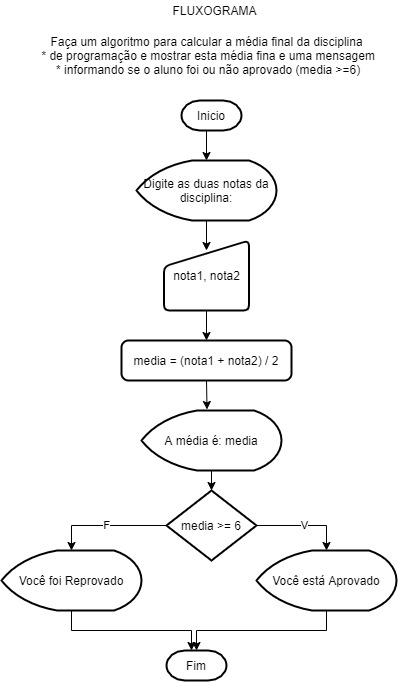 FLUXOGRAMA
Faça um algoritmo para calcular a média final da disciplina
* de programação e mostrar esta média fina e uma mensagem
* informando se o aluno foi ou não aprovado (media >=6)
Inicio
Digite as duas notas da
disciplina:
nota1, nota2
media = (nota1 + nota2) / 2
A média é: media
media >= 6
F
V
Você foi Reprovado
Você está Aprovado
Fim